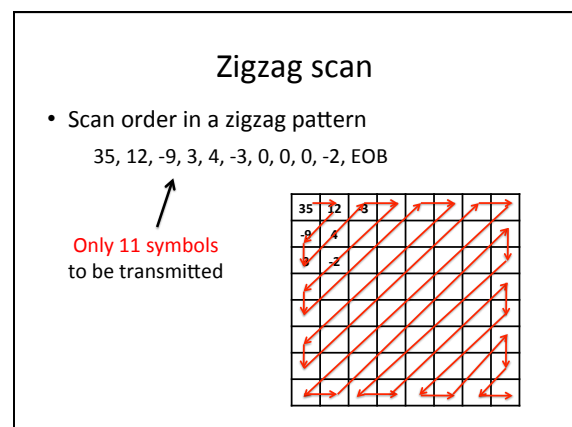 Zigzag scan
• Scan order in a zigzag pattern
35, 12, -9, 3, 4, -3, 0, 0, 0, -2, EOB
Only 11 symbols
to be transmitted
35 12 -3
-9 4
3 -2